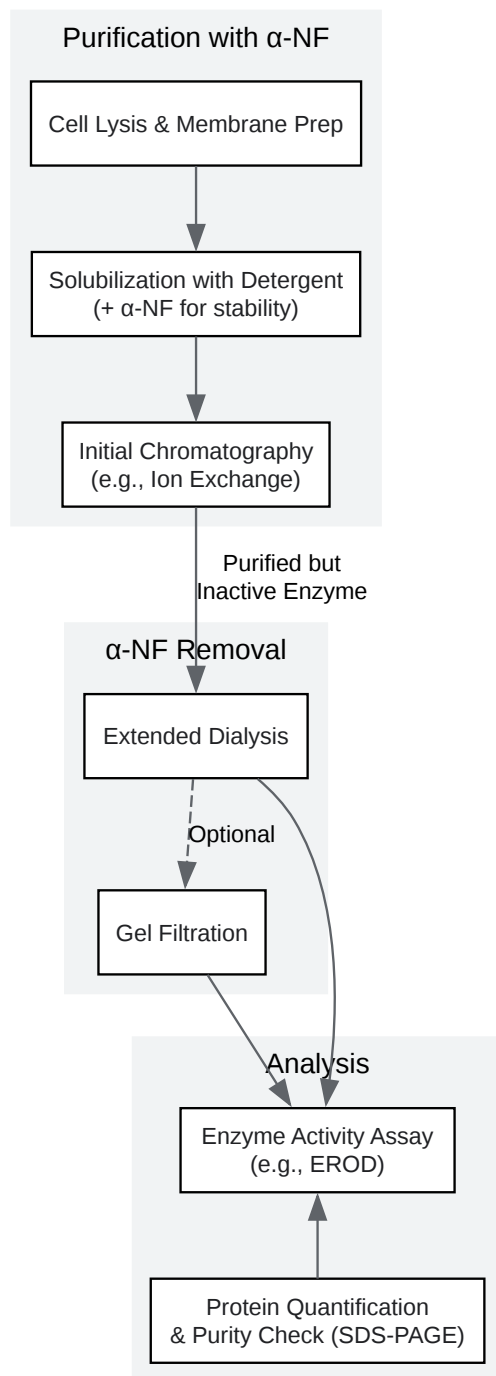 Purification with α-NF
Cell Lysis & Membrane Prep
Solubilization with Detergent
(+ α-NF for stability)
Initial Chromatography
(e.g., Ion Exchange)
Purified but
Inactive Enzyme
α-NF Removal
Extended Dialysis
Optional
Gel Filtration
Analysis
Enzyme Activity Assay
(e.g., EROD)
Protein Quantification
& Purity Check (SDS-PAGE)